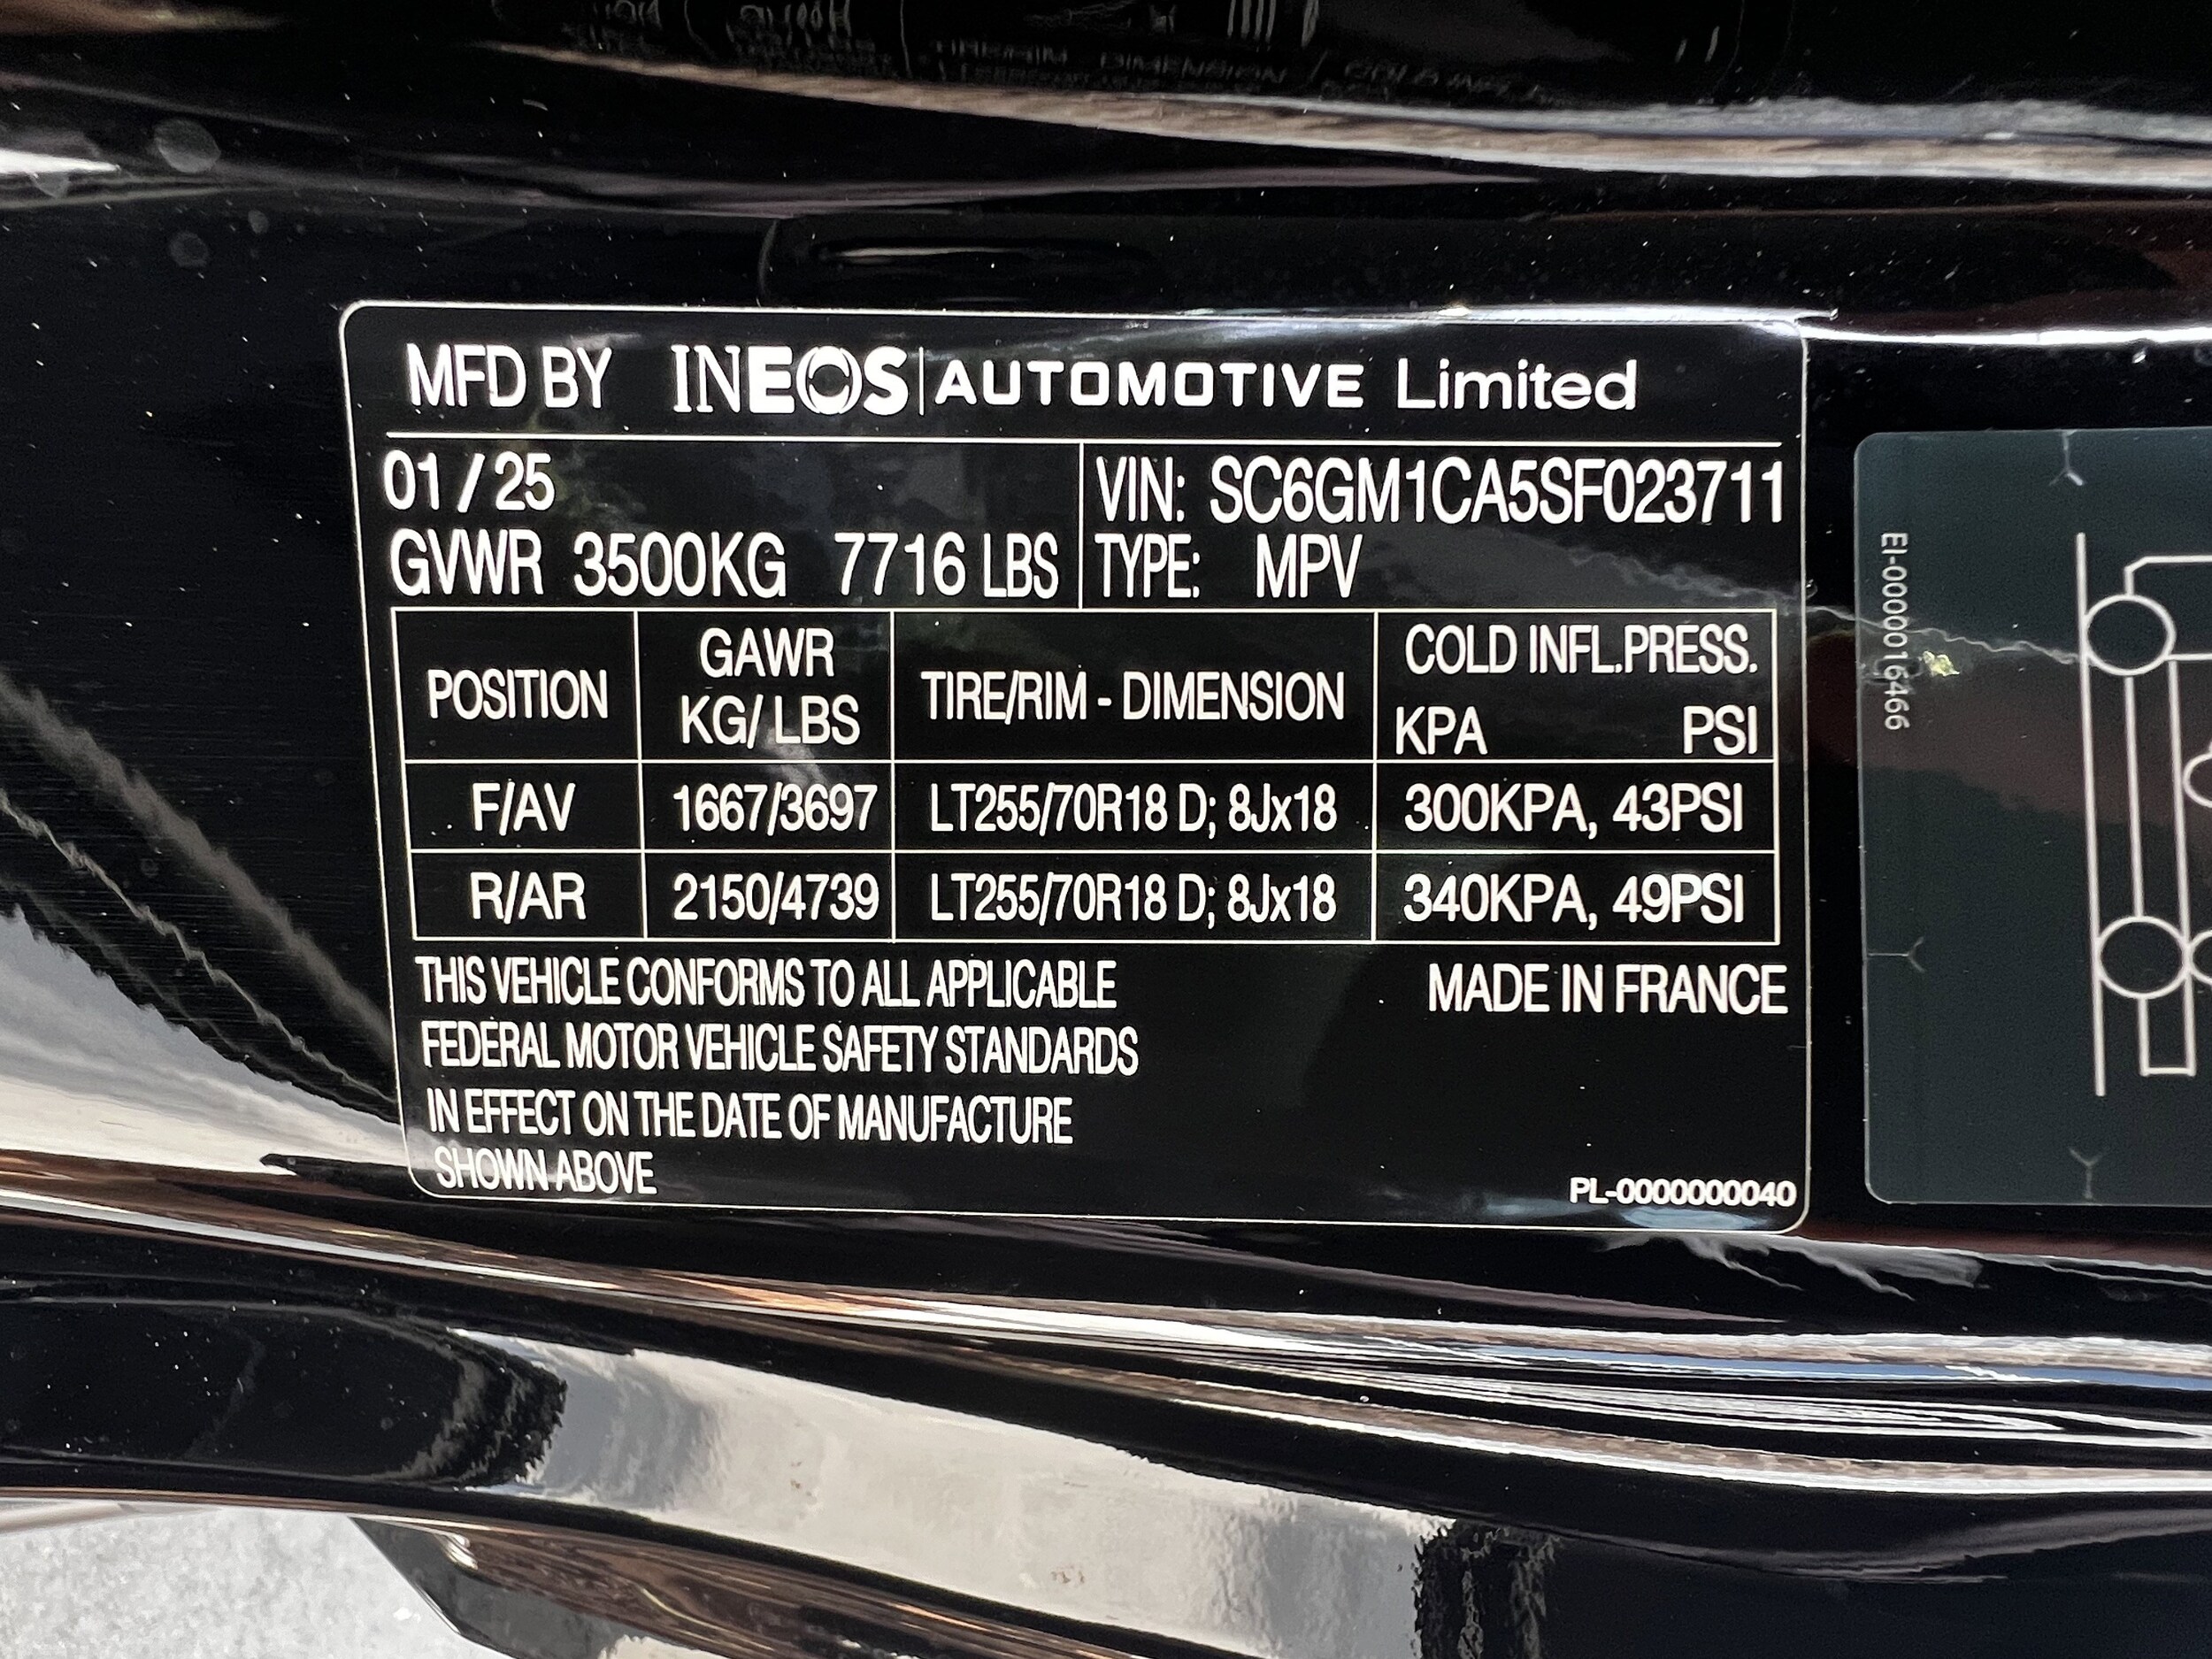 MFD BY INEOS | AUTOMOTIVE Limited
01 / 25
GVWR 3500KG 7716 LBS
VIN: SC6GM1CA5SF023711
TYPE: MPV
POSITION
GAWR
KG/ LBS
TIRE/RIM - DIMENSION
COLD INFL.PRESS.
KPA PSI
F/AV 1667/3697 LT255/70R18 D; 8Jx18 300KPA, 43PSI
R/AR 2150/4739 LT255/70R18 D; 8Jx18 340KPA, 49PSI
THIS VEHICLE CONFORMS TO ALL APPLICABLE
FEDERAL MOTOR VEHICLE SAFETY STANDARDS
IN EFFECT ON THE DATE OF MANUFACTURE
SHOWN ABOVE
MADE IN FRANCE
PL-0000000040
EI-0000016466